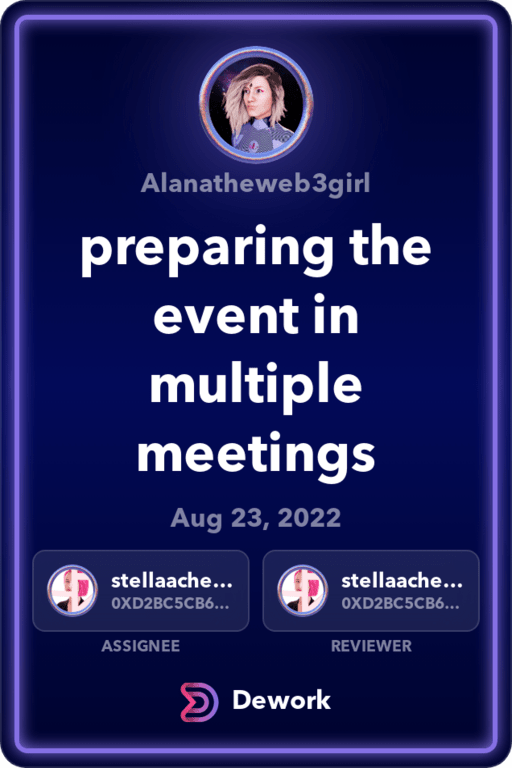 Alanatheweb3girl
preparing the
event in
multiple
meetings
Aug 23, 2022
stellaache...
0XD2BC5CB6...
ASSIGNEE
stellaache...
0XD2BC5CB6...
REVIEWER
Dework